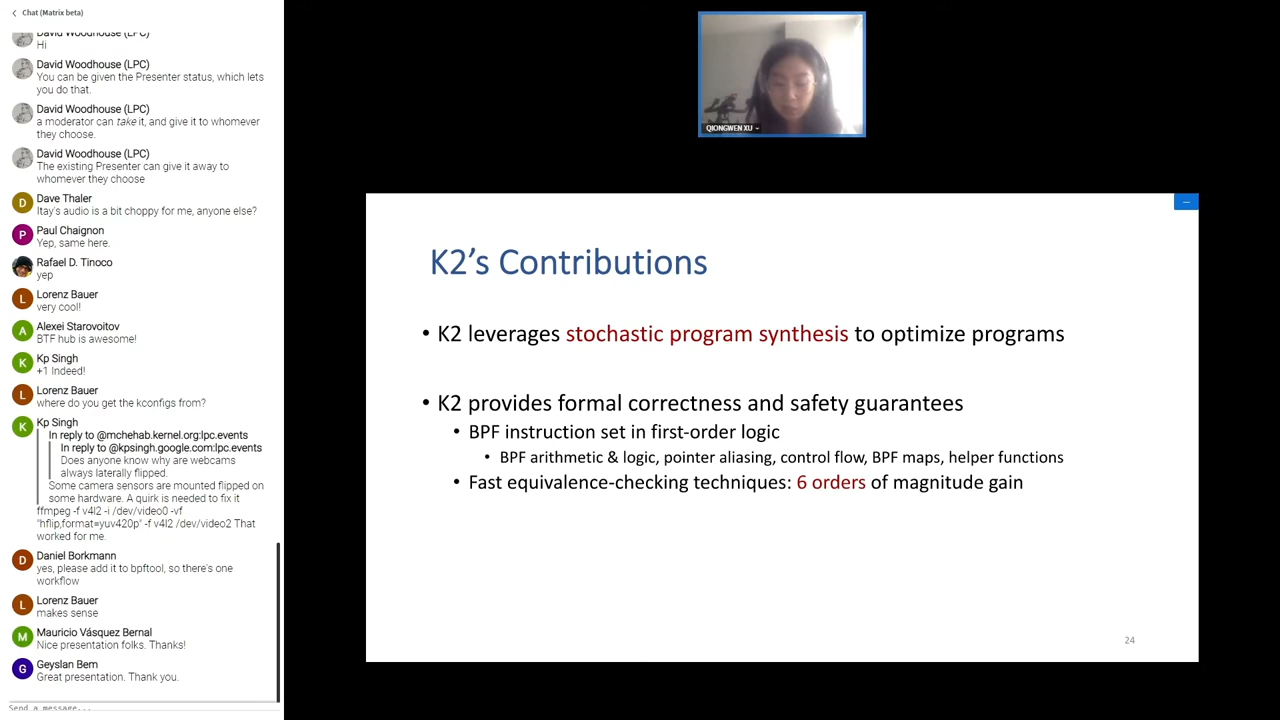 Chat (Matrix beta)
David Woodhouse (LPC)
Hi
David Woodhouse (LPC)
You can be given the Presenter status, which lets
you do that.
David Woodhouse (LPC)
a moderator can take it, and give it to whomever
they choose.
David Woodhouse (LPC)
The existing Presenter can give it away to
whomever they choose
D
Dave Thaler
Itay's audio is a bit choppy for me, anyone else?
P
Paul Chaignon
Yep, same here.
Rafael D. Tinoco
yep
L
Lorenz Bauer
very cool!
A
Alexei Starovoitov
BTF hub is awesome!
K
Kp Singh
+1 Indeed!
L
Lorenz Bauer
where do you get the kconfigs from?
K
Kp Singh
In reply to @mchehab.kernel.org:lpc.events
In reply to @kpsingh.google.com:lpc.events
Does anyone know why are webcams
always laterally flipped.
Some camera sensors are mounted flipped on
some hardware. A quirk is needed to fix it
ffmpeg -f v4l2 -i /dev/video0 -vf
"hflip,format=yuv420p" -f v4l2 /dev/video2 That
worked for me.
D
Daniel Borkmann
yes, please add it to bpftool, so there's one
workflow
L
Lorenz Bauer
makes sense
M
Mauricio Vásquez Bernal
Nice presentation folks. Thanks!
G
Geyslan Bem
Great presentation. Thank you.
Send a message...
QIONGWEN XU
K2's Contributions
• K2 leverages stochastic program synthesis to optimize programs
• K2 provides formal correctness and safety guarantees
• BPF instruction set in first-order logic
• BPF arithmetic & logic, pointer aliasing, control flow, BPF maps, helper functions
• Fast equivalence-checking techniques: 6 orders of magnitude gain
24